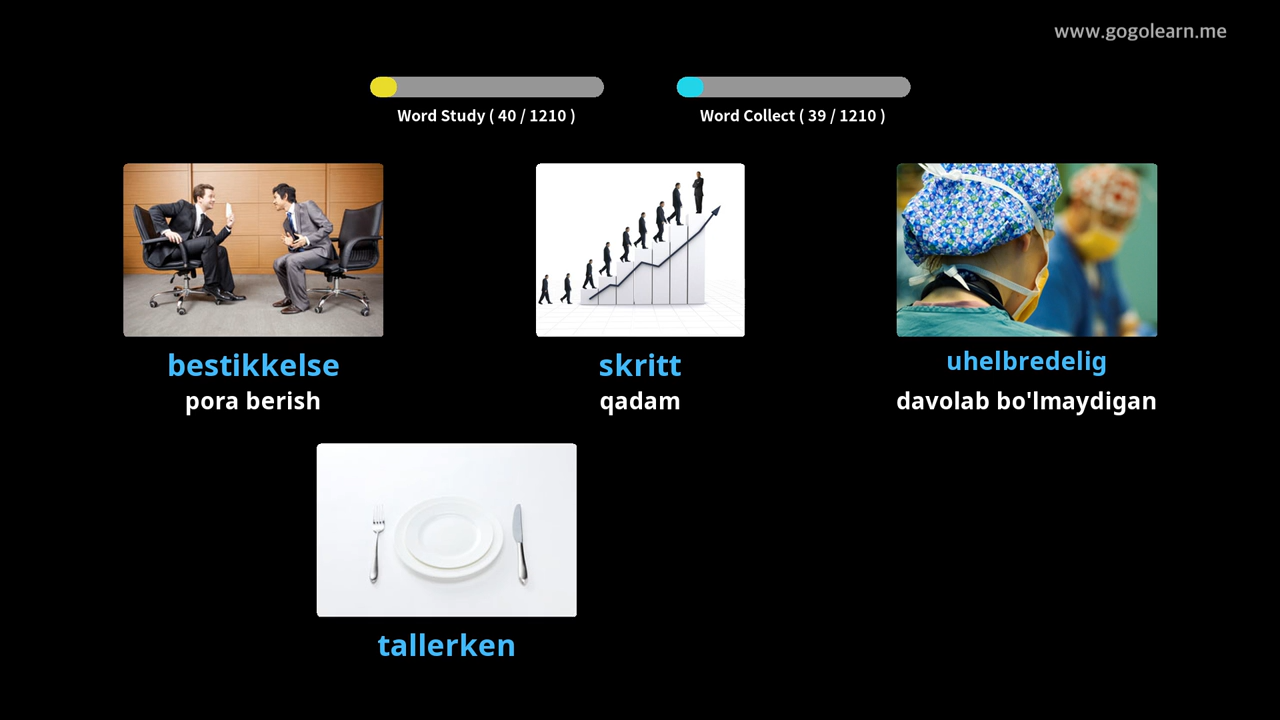 www.gogolearn.me
Word Study ( 40 / 1210 )
Word Collect ( 39 / 1210 )
bestikkelse
pora berish
skritt
qadam
uhelbredelig
davolab bo'lmaydigan
tallerken